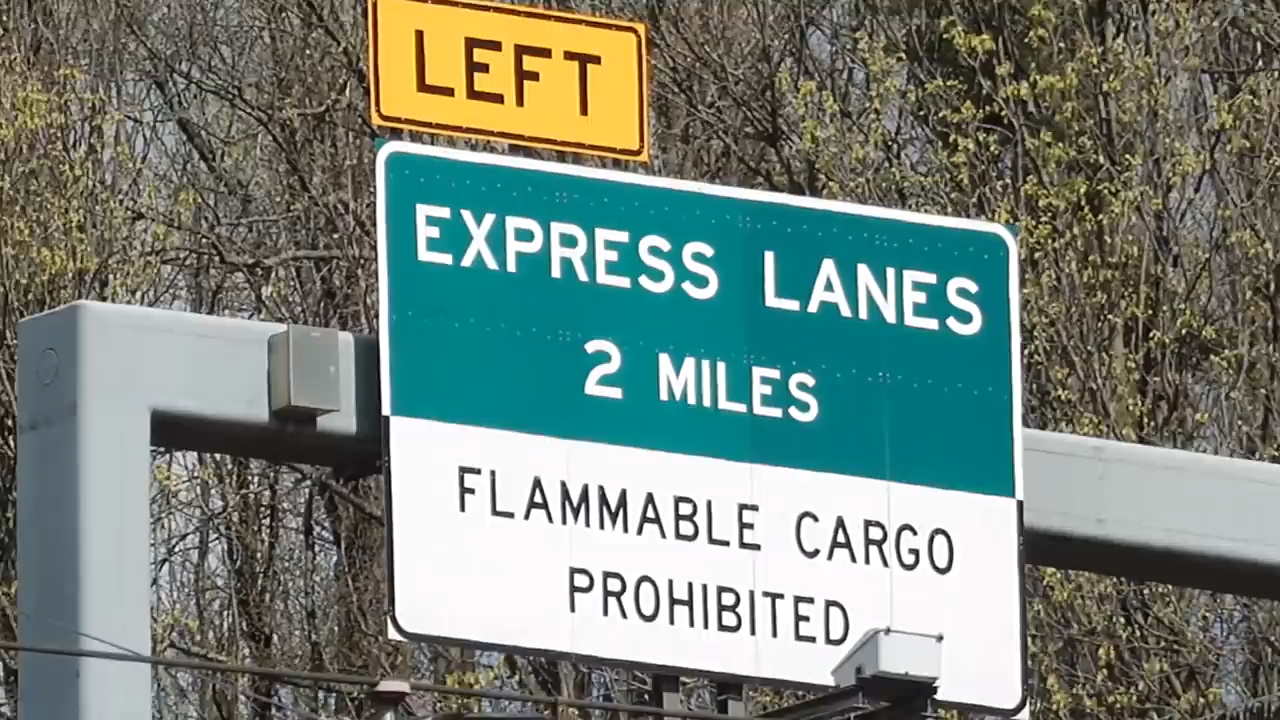 LEFT
EXPRESS LANES
2 MILES
FLAMMABLE CARGO
PROHIBITED